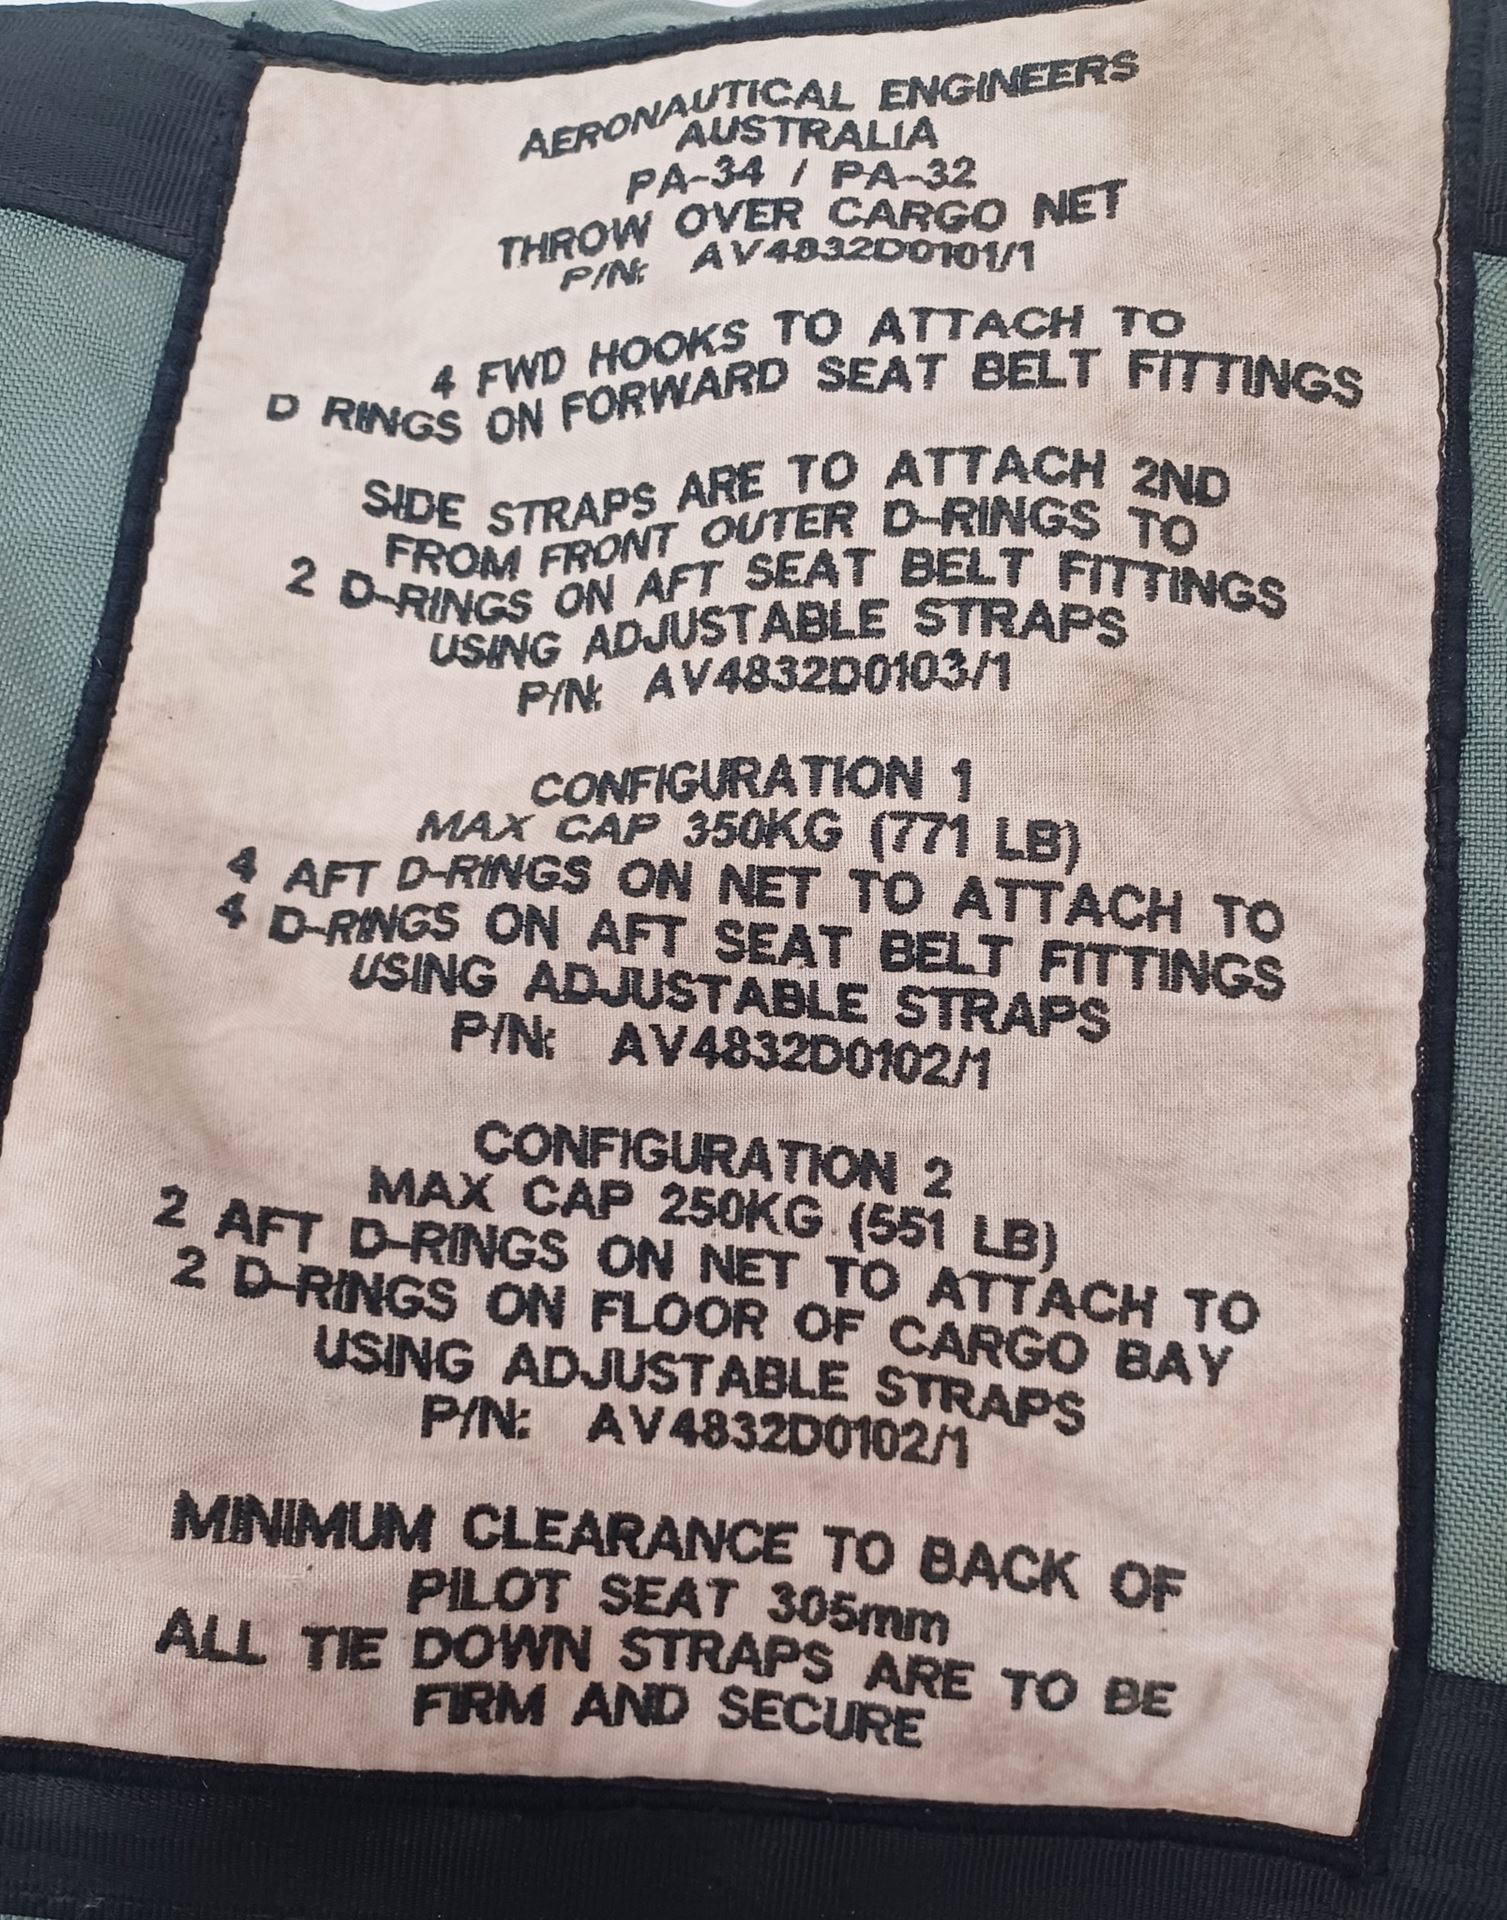 AERONAUTICAL ENGINEERS
AUSTRALIA
PA-34 / PA-32
THROW OVER CARGO NET
P/N: AV4832D0101/1
4 FWD HOOKS TO ATTACH TO
D RINGS ON FORWARD SEAT BELT FITTINGS
SIDE STRAPS ARE TO ATTACH 2ND
FROM FRONT OUTER D-RINGS TO
2 D-RINGS ON AFT SEAT BELT FITTINGS
USING ADJUSTABLE STRAPS
P/N: AV4832D0103/1
CONFIGURATION 1
MAX CAP 350KG (771 LB)
4 AFT D-RINGS ON NET TO ATTACH TO
4 D-RINGS ON AFT SEAT BELT FITTINGS
USING ADJUSTABLE STRAPS
P/N: AV4832D0102/1
CONFIGURATION 2
MAX CAP 250KG (551 LB)
2 AFT D-RINGS ON NET TO ATTACH TO
2 D-RINGS ON FLOOR OF CARGO BAY
USING ADJUSTABLE STRAPS
P/N: AV4832D0102/1
MINIMUM CLEARANCE TO BACK OF
PILOT SEAT 305mm
ALL TIE DOWN STRAPS ARE TO BE
FIRM AND SECURE